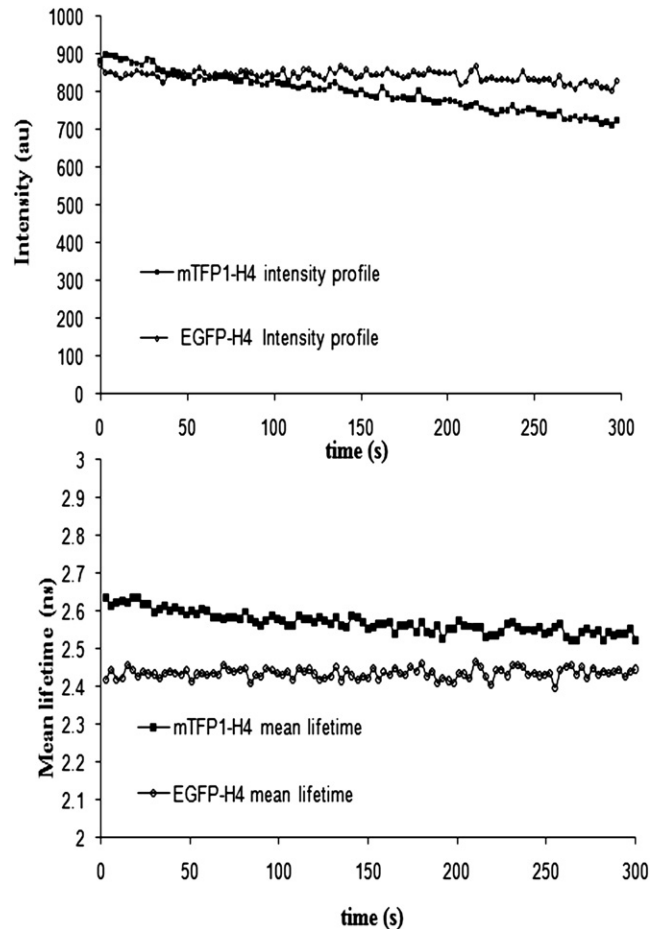 Intensity (au)
1000
900
800
700
600
500
400
300
200
100
0
mTFP1-H4 intensity profile
EGFP-H4 Intensity profile
0 50 100 150 200 250 300
time (s)
Mean lifetime (ns)
3
2.9
2.8
2.7
2.6
2.5
2.4
2.3
2.2
2.1
2
mTFP1-H4 mean lifetime
EGFP-H4 mean lifetime
0 50 100 150 200 250 300
time (s)